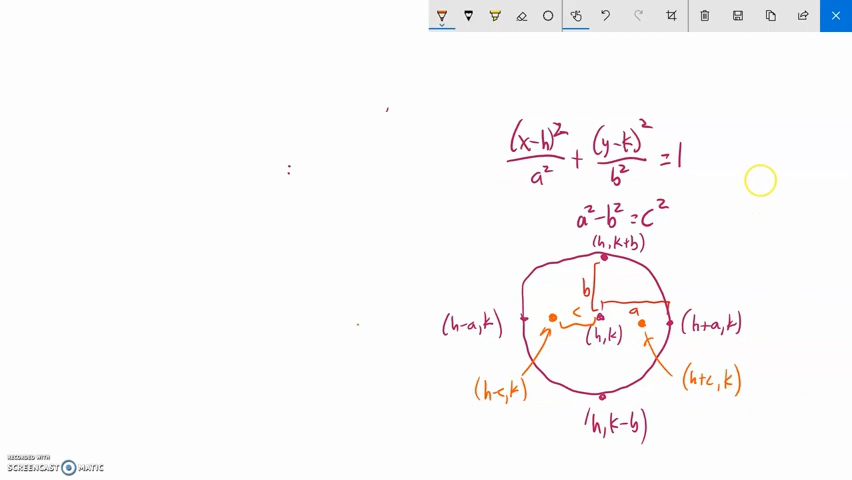 (x-h)²/a² + (y-k)²/b² = 1
a²-b² = c²
(h, k+b)
b
c
a
(h-a, k)
(h, k)
(h+a, k)
(h-c, k)
(h+c, k)
(h, k-b)
RECORDED WITH
SCREENCAST MATIC